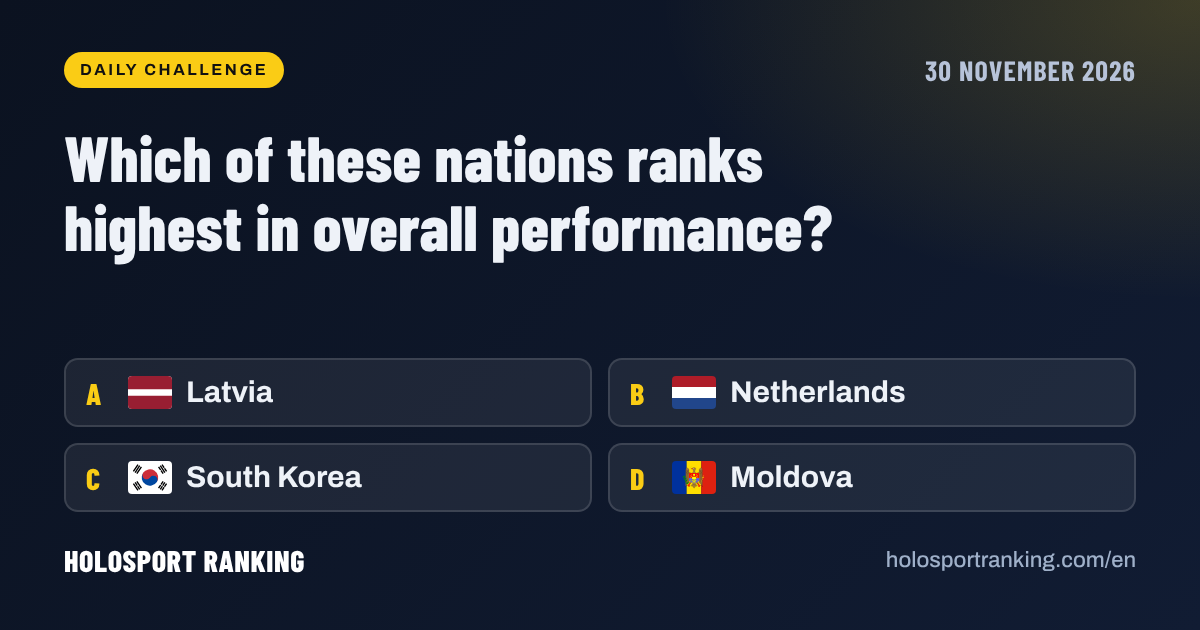 DAILY CHALLENGE
30 NOVEMBER 2026
Which of these nations ranks
highest in overall performance?
A Latvia
B Netherlands
C South Korea
D Moldova
HOLOSPORT RANKING
holosportranking.com/en